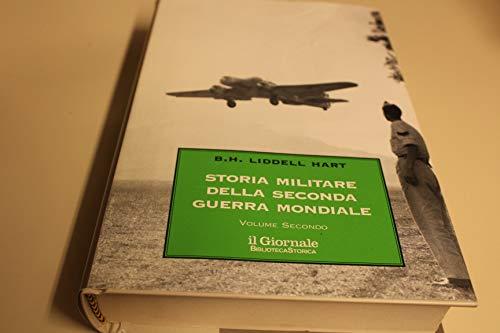 B.H. LIDDELL HART
STORIA MILITARE
DELLA SECONDA
GUERRA MONDIALE
VOLUME SECONDO
il Giornale
BIBLIOTECASTORICA